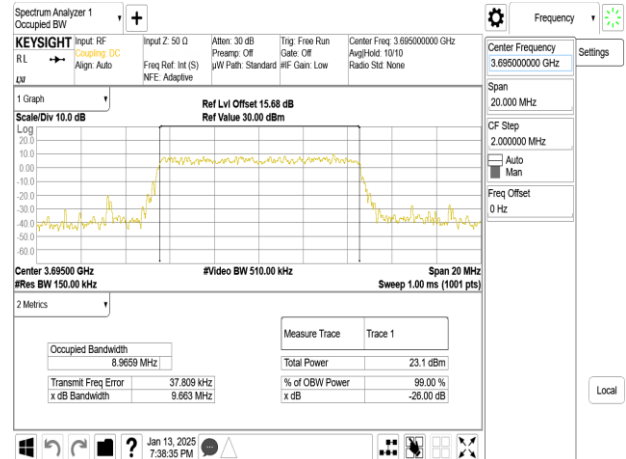 Spectrum Analyzer 1
Occupied BW
Frequency
KEYSIGHT
RL
Input: RF
Coupling: DC
Align: Auto
Input Z: 50 Ω
Freq Ref: Int (S)
NFE: Adaptive
Atten: 30 dB
Preamp: Off
µW Path: Standard
Trig: Free Run
Gate: Off
#IF Gain: Low
Center Freq: 3.695000000 GHz
Avg|Hold: 10/10
Radio Std: None
Center Frequency
3.695000000 GHz
Settings
Span
20.000 MHz
CF Step
2.000000 MHz
Auto
Man
Freq Offset
0 Hz
Local
1 Graph
Scale/Div 10.0 dB
Ref Lvl Offset 15.68 dB
Ref Value 30.00 dBm
Log
20.0
10.0
0.00
-10.0
-20.0
-30.0
-40.0
-50.0
-60.0
Center 3.69500 GHz
#Video BW 510.00 kHz
Span 20 MHz
#Res BW 150.00 kHz
Sweep 1.00 ms (1001 pts)
2 Metrics
Measure Trace Trace 1
Occupied Bandwidth
8.9659 MHz
Total Power 23.1 dBm
Transmit Freq Error 37.809 kHz
% of OBW Power 99.00 %
x dB Bandwidth 9.663 MHz
x dB -26.00 dB
Jan 13, 2025
7:38:35 PM